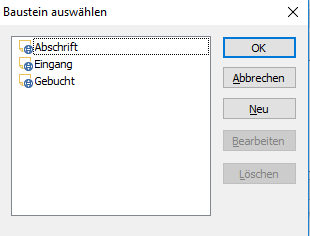 Baustein auswählen
Abschrift
Eingang
Gebucht
OK
Abbrechen
Neu
Bearbeiten
Löschen